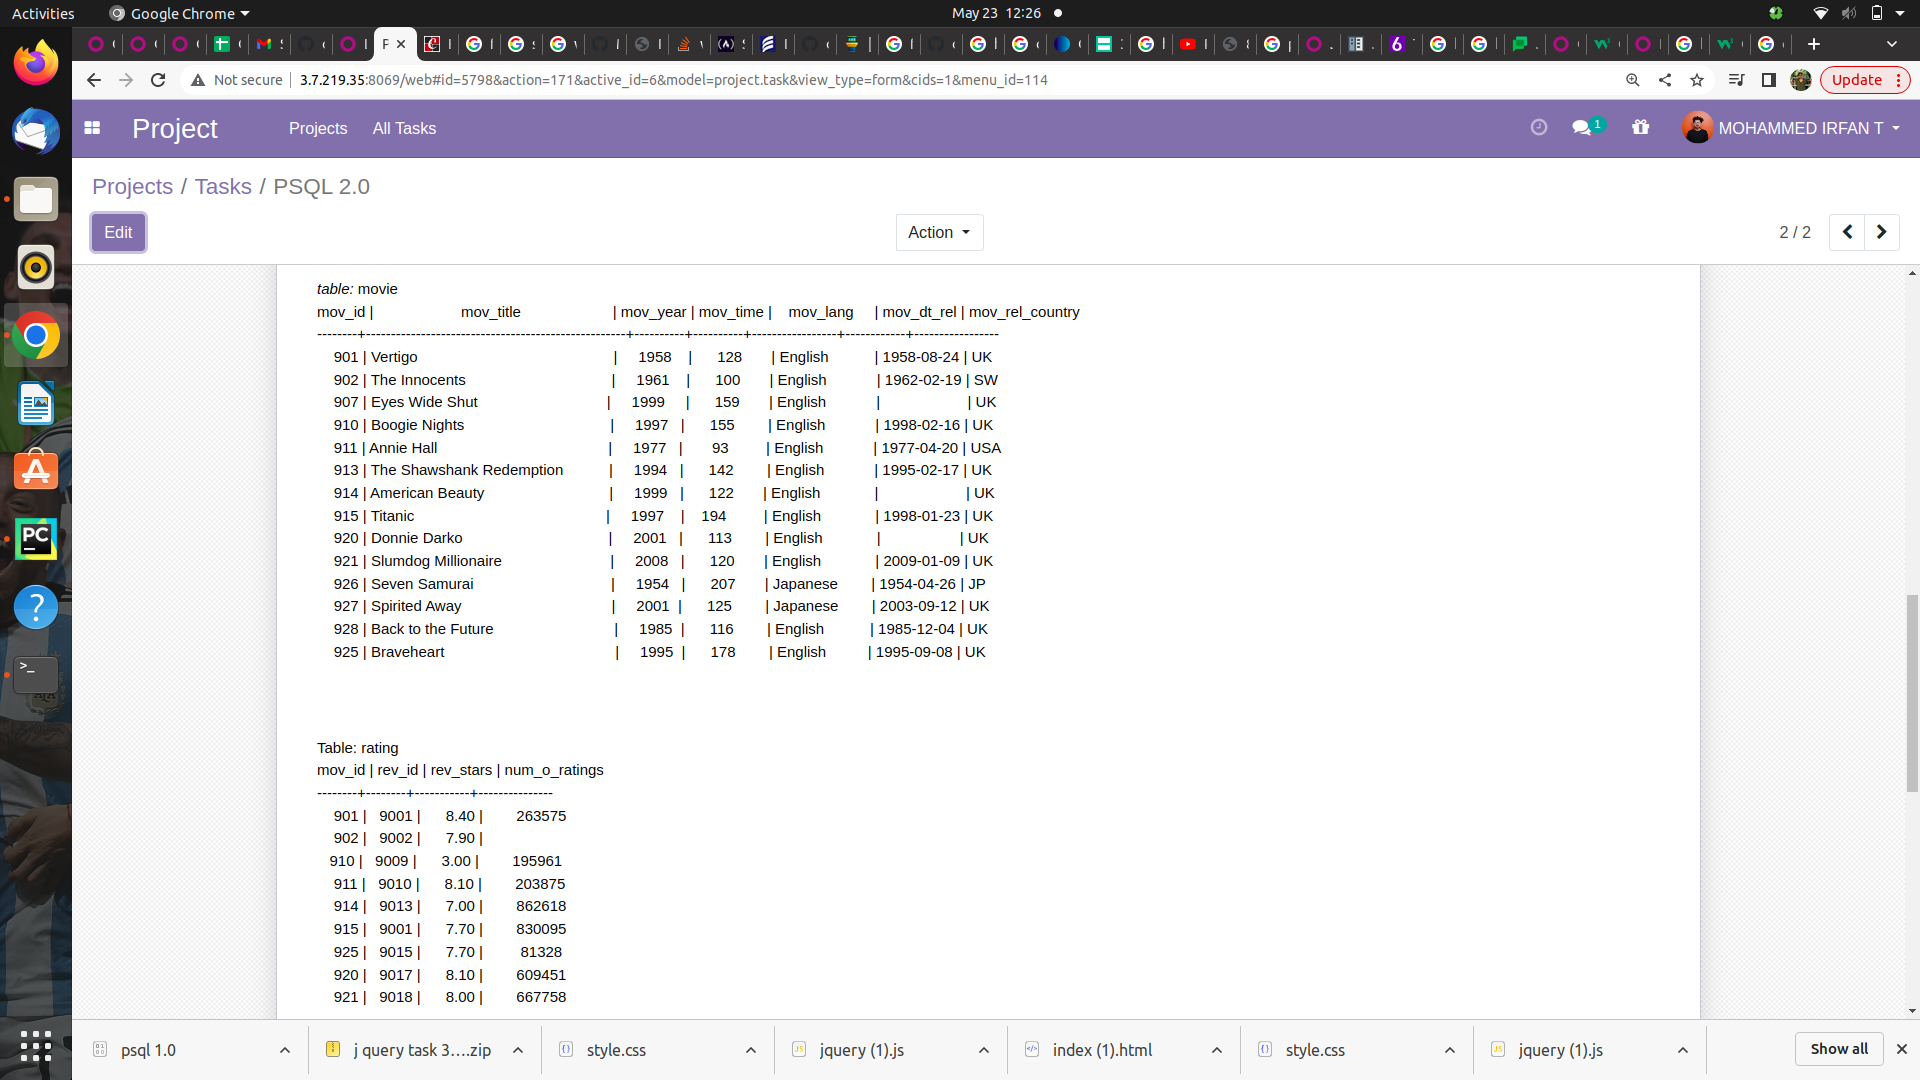 Activities Google Chrome May 23 12:26
Not secure 3.7.219.35:8069/web#id=5798&action=171&active_id=6&model=project.task&view_type=form&cids=1&menu_id=114 Update
Project Projects All Tasks 1 MOHAMMED IRFAN T
Projects / Tasks / PSQL 2.0
Edit Action 2 / 2
table: movie
mov_id | mov_title | mov_year | mov_time | mov_lang | mov_dt_rel | mov_rel_country
--------+----------------------------------------------------+----------+----------+-----------------+------------+-----------------
901 | Vertigo | 1958 | 128 | English | 1958-08-24 | UK
902 | The Innocents | 1961 | 100 | English | 1962-02-19 | SW
907 | Eyes Wide Shut | 1999 | 159 | English | | UK
910 | Boogie Nights | 1997 | 155 | English | 1998-02-16 | UK
911 | Annie Hall | 1977 | 93 | English | 1977-04-20 | USA
913 | The Shawshank Redemption | 1994 | 142 | English | 1995-02-17 | UK
914 | American Beauty | 1999 | 122 | English | | UK
915 | Titanic | 1997 | 194 | English | 1998-01-23 | UK
920 | Donnie Darko | 2001 | 113 | English | | UK
921 | Slumdog Millionaire | 2008 | 120 | English | 2009-01-09 | UK
926 | Seven Samurai | 1954 | 207 | Japanese | 1954-04-26 | JP
927 | Spirited Away | 2001 | 125 | Japanese | 2003-09-12 | UK
928 | Back to the Future | 1985 | 116 | English | 1985-12-04 | UK
925 | Braveheart | 1995 | 178 | English | 1995-09-08 | UK
Table: rating
mov_id | rev_id | rev_stars | num_o_ratings
--------+--------+-----------+---------------
901 | 9001 | 8.40 | 263575
902 | 9002 | 7.90 |
910 | 9009 | 3.00 | 195961
911 | 9010 | 8.10 | 203875
914 | 9013 | 7.00 | 862618
915 | 9001 | 7.70 | 830095
925 | 9015 | 7.70 | 81328
920 | 9017 | 8.10 | 609451
921 | 9018 | 8.00 | 667758
psql 1.0 j query task 3....zip style.css jquery (1).js index (1).html style.css jquery (1).js Show all